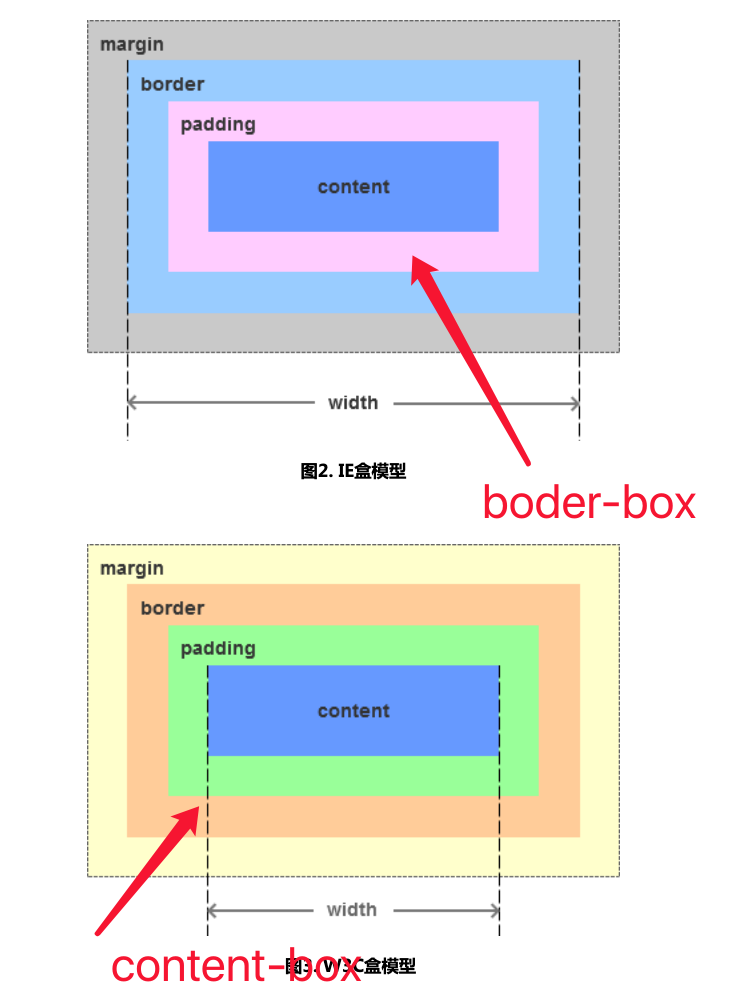 margin
border
padding
content
width
图2. IE盒模型
boder-box
margin
border
padding
content
width
图3. W3C盒模型
content-box